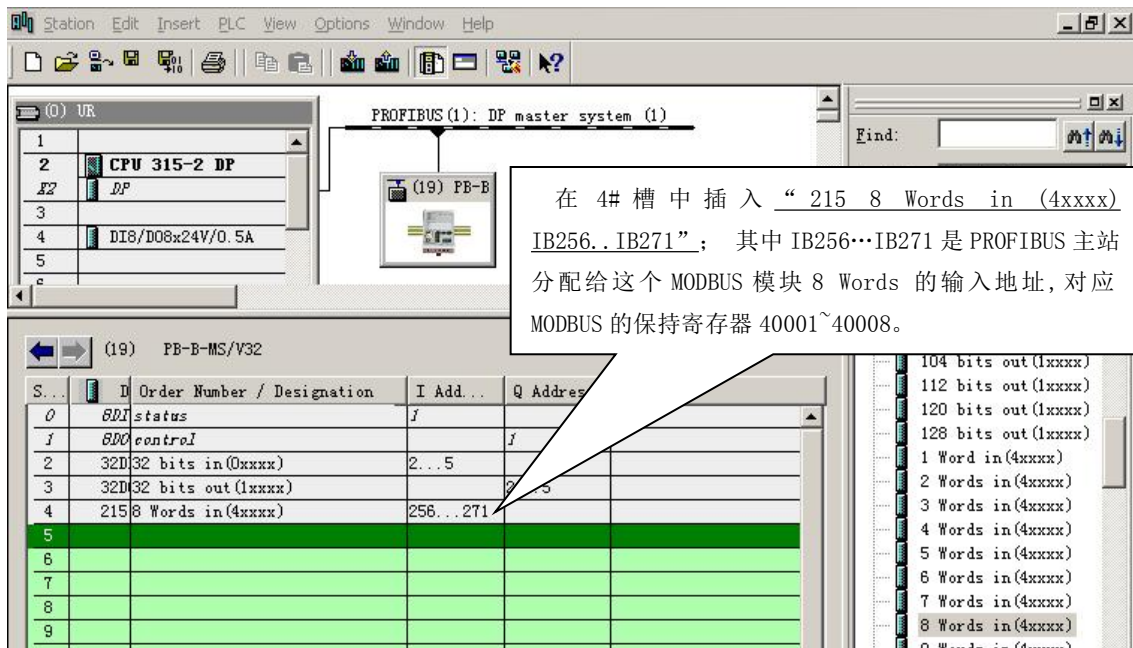 Station Edit Insert PLC View Options Window Help
(0) UR
1
2 CPU 315-2 DP
X2 DP
3
4 DI8/DO8x24V/0.5A
5
PROFIBUS(1): DP master system (1)
(19) PB-B
Find:
在 4#槽中插入“ 215 8 Words in (4xxxx)
IB256..IB271”； 其中 IB256…IB271 是 PROFIBUS 主站
分配给这个 MODBUS 模块 8 Words 的输入地址,对应
MODBUS 的保持寄存器 40001~40008。
(19) PB-B-MS/V32
S... D Order Number / Designation I Add... Q Addres
0 8DI status 1
1 8DO control 1
2 32D 32 bits in(0xxxx) 2...5
3 32D 32 bits out(1xxxx)
4 215 8 Words in(4xxxx) 256...271
5
6
7
8
9
104 bits out(1xxxx)
112 bits out(1xxxx)
120 bits out(1xxxx)
128 bits out(1xxxx)
1 Word in(4xxxx)
2 Words in(4xxxx)
3 Words in(4xxxx)
4 Words in(4xxxx)
5 Words in(4xxxx)
6 Words in(4xxxx)
7 Words in(4xxxx)
8 Words in(4xxxx)